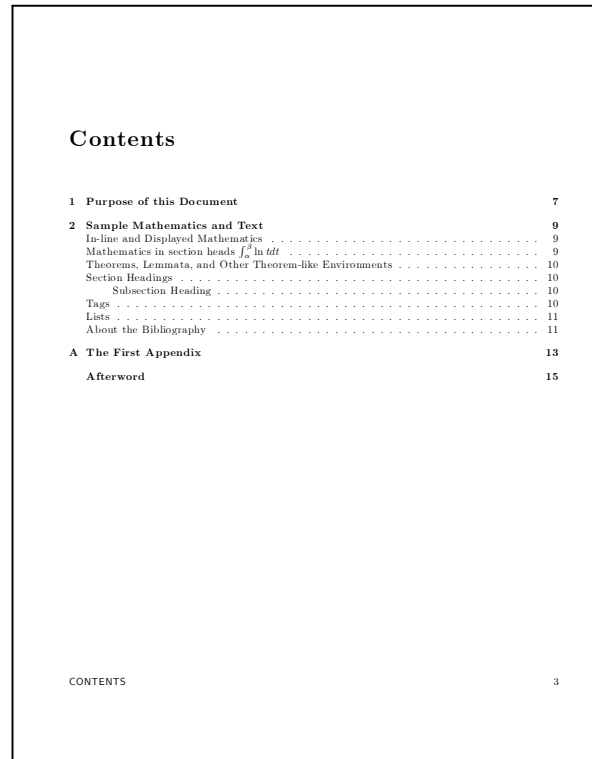 Contents
1 Purpose of this Document 7
2 Sample Mathematics and Text 9
In-line and Displayed Mathematics . . . . . . . . . . . . . . . . . . . . . . . . . . . . . . 9
Mathematics in section heads ∫_α^β ln tdt . . . . . . . . . . . . . . . . . . . . . . . . . . . . 9
Theorems, Lemmata, and Other Theorem-like Environments . . . . . . . . . . . . . . . . 10
Section Headings . . . . . . . . . . . . . . . . . . . . . . . . . . . . . . . . . . . . . . . . 10
Subsection Heading . . . . . . . . . . . . . . . . . . . . . . . . . . . . . . . . . . . . 10
Tags . . . . . . . . . . . . . . . . . . . . . . . . . . . . . . . . . . . . . . . . . . . . . . . 10
Lists . . . . . . . . . . . . . . . . . . . . . . . . . . . . . . . . . . . . . . . . . . . . . . . 11
About the Bibliography . . . . . . . . . . . . . . . . . . . . . . . . . . . . . . . . . . . . 11
A The First Appendix 13
Afterword 15
CONTENTS 3